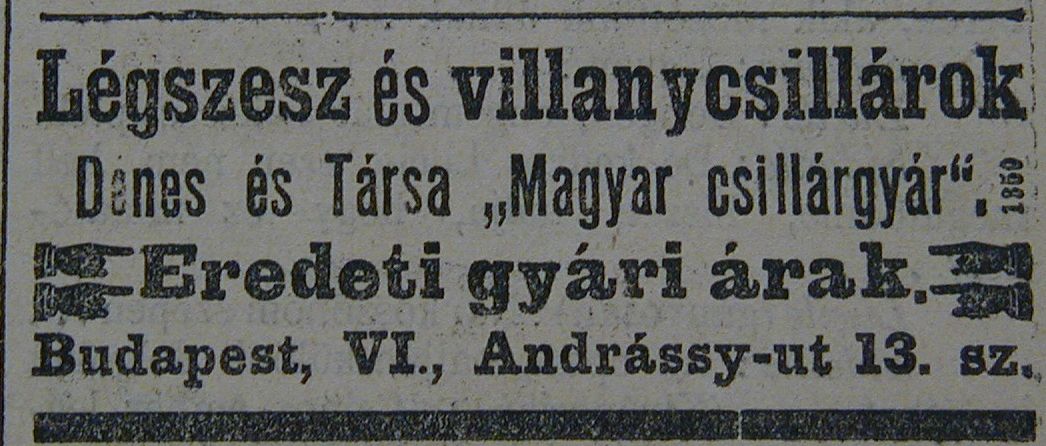 Légszesz és villanycsillárok
Dénes és Társa „Magyar csillárgyár“. 1860
Eredeti gyári árak.
Budapest, VI., Andrássy-ut 13. sz.